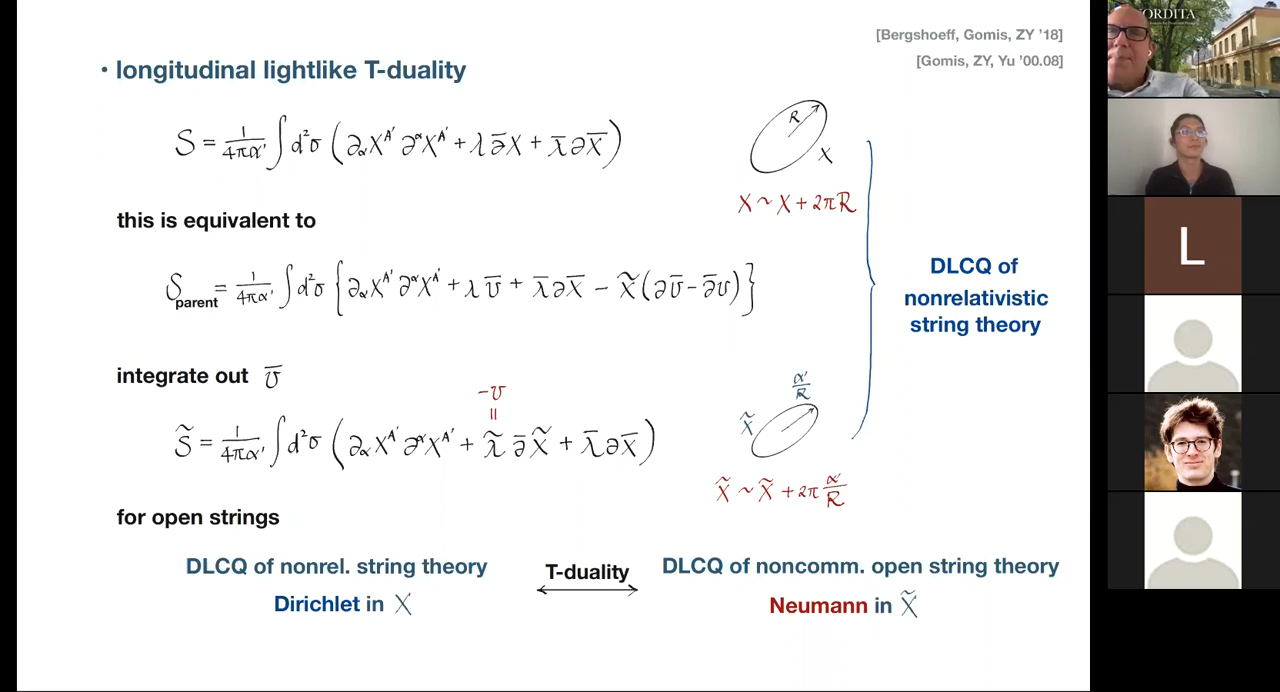 [Bergshoeff, Gomis, ZY '18]
[Gomis, ZY, Yu '00.08]
• longitudinal lightlike T-duality
S = 1/4πα' ∫ d²σ ( ∂_α X^A' ∂^α X^A' + λ ∂̄X + λ̄ ∂X̄ )
R
X
X ~ X + 2πR
this is equivalent to
S_parent = 1/4πα' ∫ d²σ { ∂_α X^A' ∂^α X^A' + λ v̄ + λ̄ ∂X̄ − X̃ (∂v̄ − ∂̄v) }
DLCQ of
nonrelativistic
string theory
integrate out v̄
−v
=
S̃ = 1/4πα' ∫ d²σ ( ∂_α X^A' ∂^α X^A' + λ̃ ∂̄X̃ + λ̄ ∂X̄ )
α'/R
X̃
X̃ ~ X̃ + 2π α'/R
for open strings
DLCQ of nonrel. string theory
Dirichlet in X
T-duality
DLCQ of noncomm. open string theory
Neumann in X̃
ORDITA
L